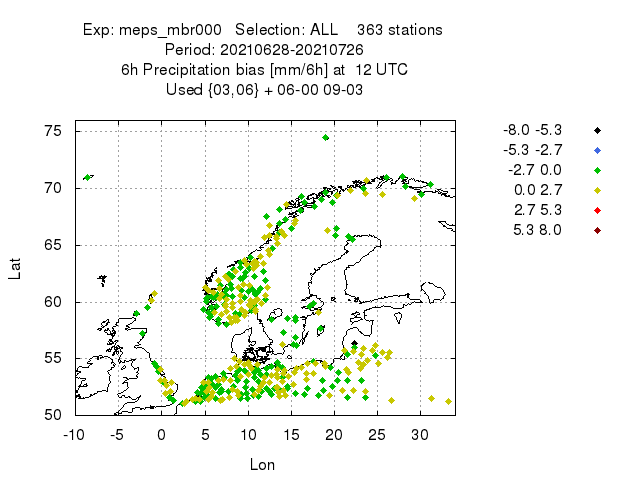 Exp: meps_mbr000 Selection: ALL 363 stations
Period: 20210628-20210726
6h Precipitation bias [mm/6h] at 12 UTC
Used {03,06} + 06-00 09-03
75
70
65
60
55
50
Lat
-10 -5 0 5 10 15 20 25 30
Lon
-8.0 -5.3
-5.3 -2.7
-2.7 0.0
0.0 2.7
2.7 5.3
5.3 8.0